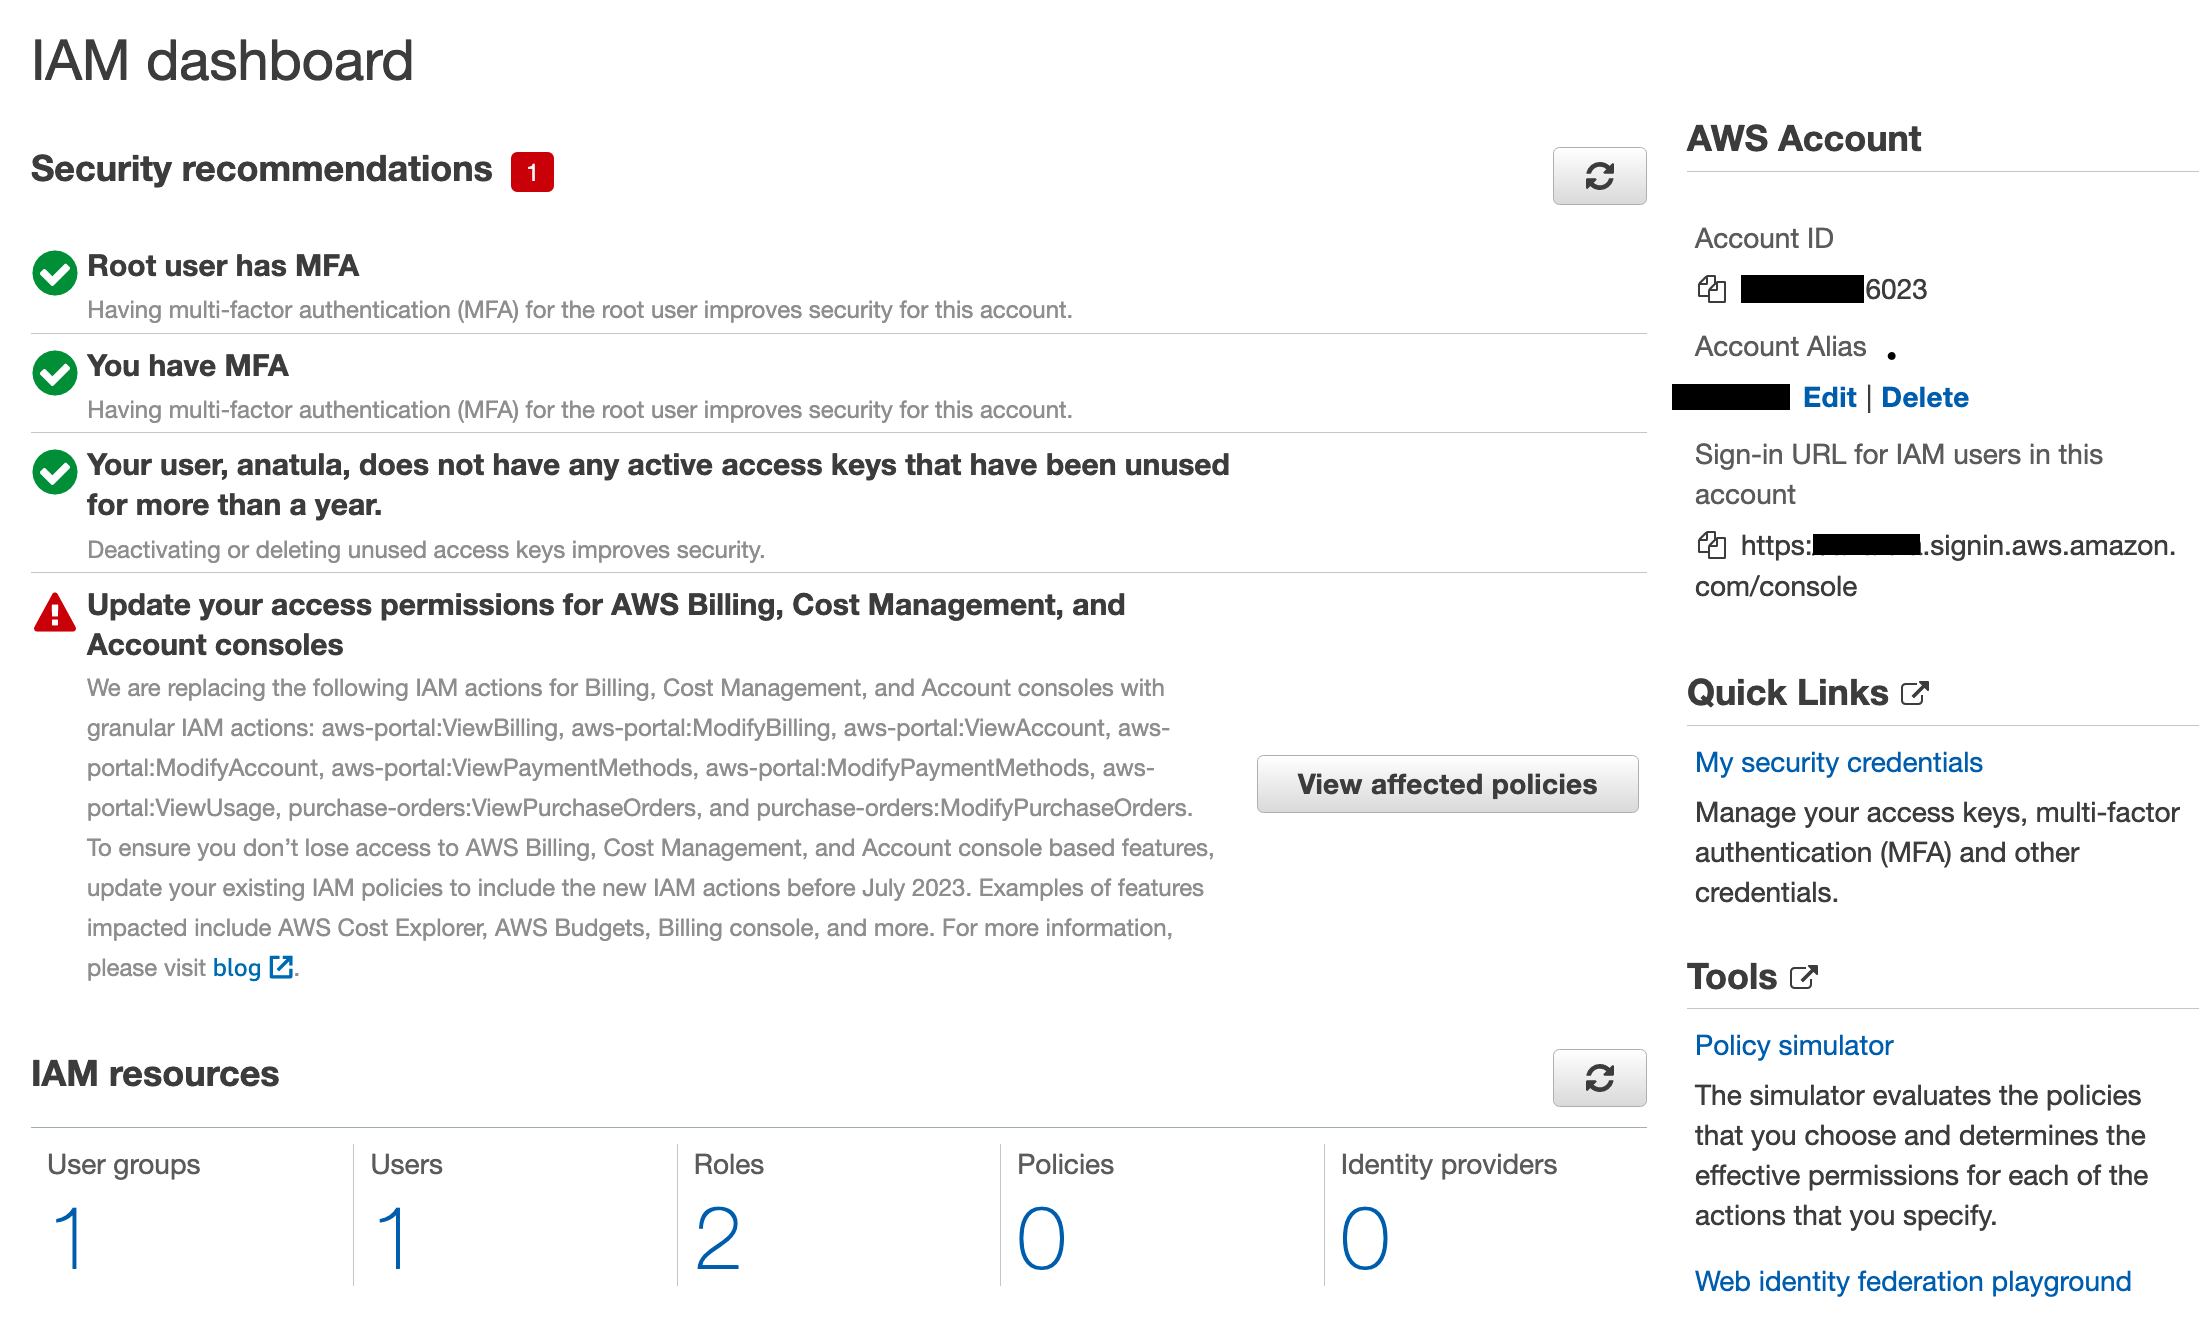 IAM dashboard
Security recommendations 1
Root user has MFA
Having multi-factor authentication (MFA) for the root user improves security for this account.
You have MFA
Having multi-factor authentication (MFA) for the root user improves security for this account.
Your user, anatula, does not have any active access keys that have been unused
for more than a year.
Deactivating or deleting unused access keys improves security.
Update your access permissions for AWS Billing, Cost Management, and
Account consoles
We are replacing the following IAM actions for Billing, Cost Management, and Account consoles with
granular IAM actions: aws-portal:ViewBilling, aws-portal:ModifyBilling, aws-portal:ViewAccount, aws-
portal:ModifyAccount, aws-portal:ViewPaymentMethods, aws-portal:ModifyPaymentMethods, aws-
portal:ViewUsage, purchase-orders:ViewPurchaseOrders, and purchase-orders:ModifyPurchaseOrders.
To ensure you don’t lose access to AWS Billing, Cost Management, and Account console based features,
update your existing IAM policies to include the new IAM actions before July 2023. Examples of features
impacted include AWS Cost Explorer, AWS Budgets, Billing console, and more. For more information,
please visit blog.
View affected policies
IAM resources
User groups
1
Users
1
Roles
2
Policies
0
Identity providers
0
AWS Account
Account ID
6023
Account Alias
Edit | Delete
Sign-in URL for IAM users in this
account
https:.signin.aws.amazon.
com/console
Quick Links
My security credentials
Manage your access keys, multi-factor
authentication (MFA) and other
credentials.
Tools
Policy simulator
The simulator evaluates the policies
that you choose and determines the
effective permissions for each of the
actions that you specify.
Web identity federation playground